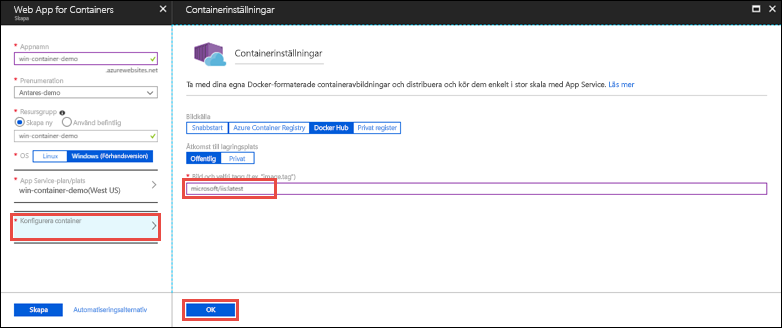 Web App for Containers
Skapa
* Appnamn
win-container-demo
.azurewebsites.net
* Prenumeration
Antares-demo
* Resursgrupp
Skapa ny
Använd befintlig
win-container-demo
* OS
Linux
Windows (Förhandsversion)
* App Service-plan/plats
win-container-demo(West US)
* Konfigurera container
Skapa
Automatiseringsalternativ
Containerinställningar
Containerinställningar
Ta med dina egna Docker-formaterade containeravbildningar och distribuera och kör dem enkelt i stor skala med App Service. Läs mer
Bildkälla
Snabbstart
Azure Container Registry
Docker Hub
Privat register
Åtkomst till lagringsplats
Offentlig
Privat
* Bild och valfri tagg (t.ex. "image:tag")
microsoft/iis:latest
OK